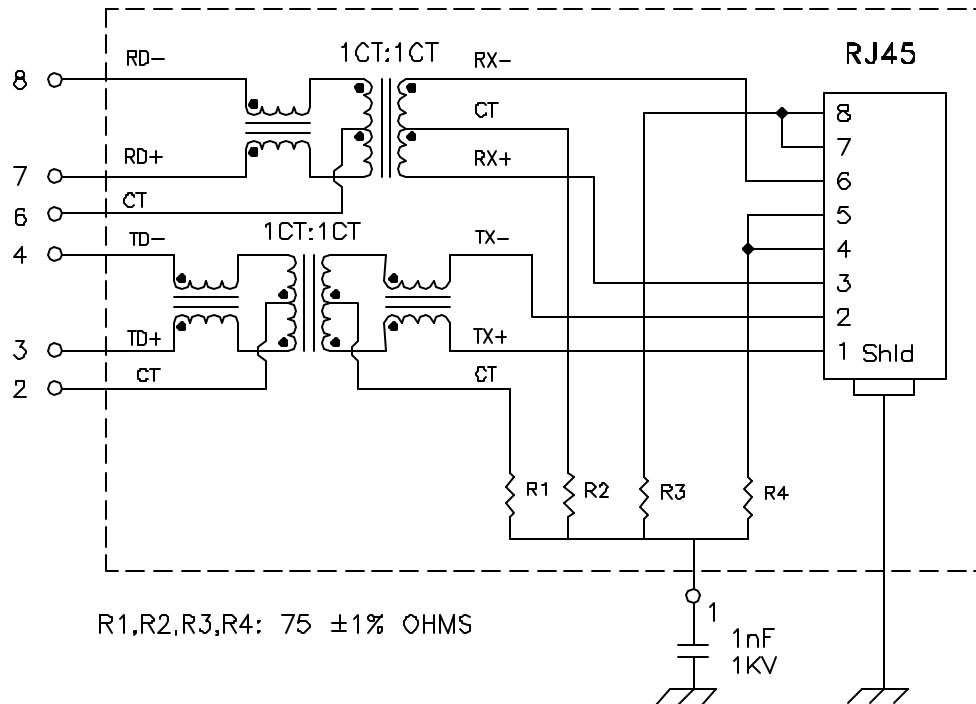 1CT:1CT
RJ45
8 RD- RX-
CT
7 RD+ RX+
6 CT
1CT:1CT
4 TD- TX-
3 TD+ TX+
2 CT CT
8
7
6
5
4
3
2
1 Shld
R1 R2 R3 R4
R1,R2,R3,R4: 75 ±1% OHMS
1
1nF
1KV